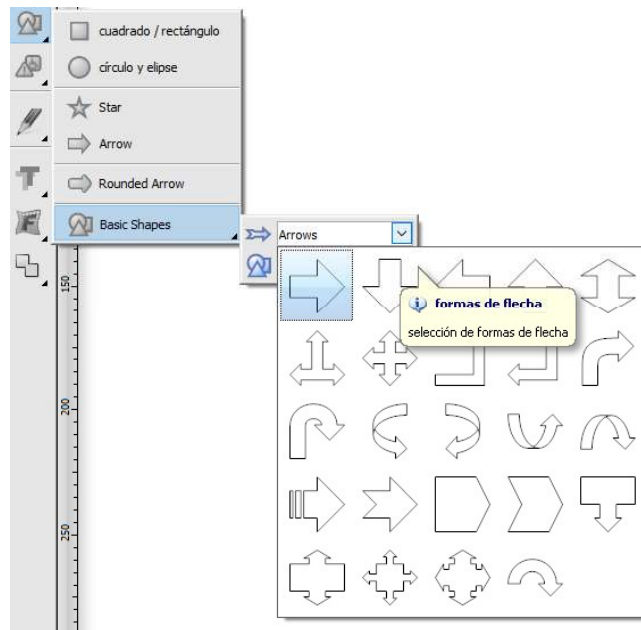 cuadrado / rectángulo
círculo y elipse
Star
Arrow
Rounded Arrow
Basic Shapes
Arrows
formas de flecha
selección de formas de flecha
150
200
250